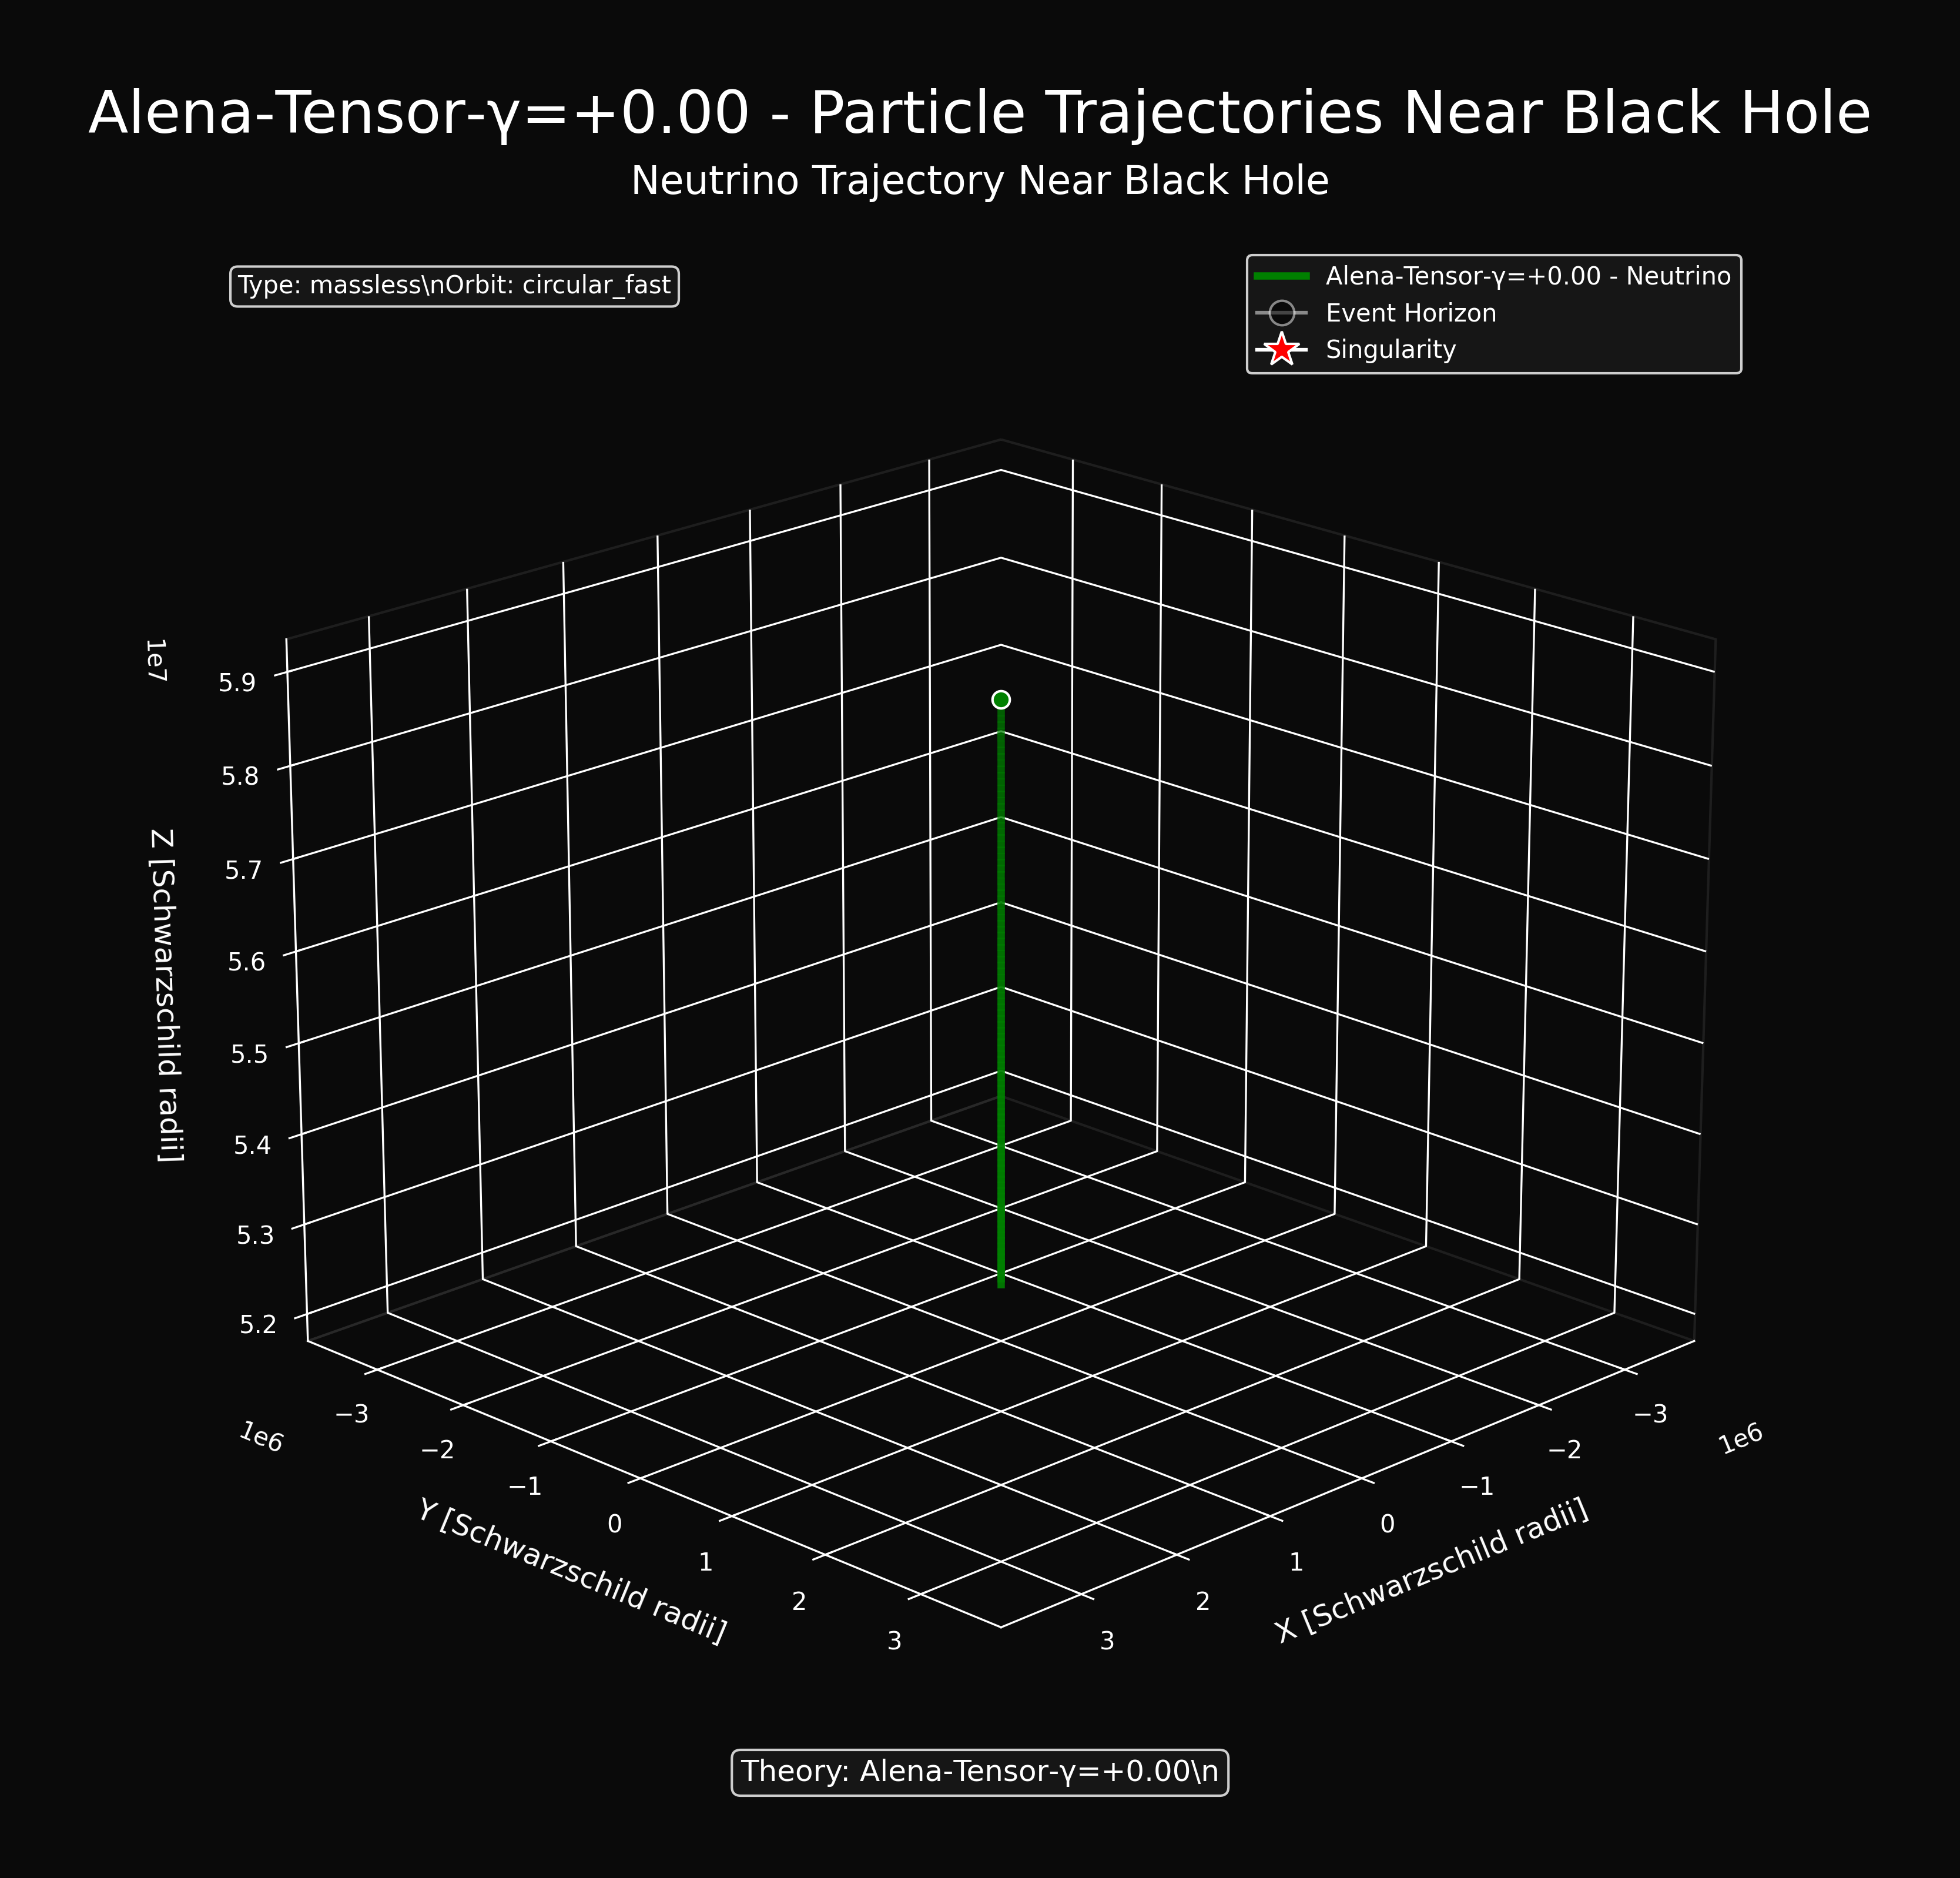 Alena-Tensor-γ=+0.00 - Particle Trajectories Near Black Hole
Neutrino Trajectory Near Black Hole
Type: massless\nOrbit: circular_fast
Alena-Tensor-γ=+0.00 - Neutrino
Event Horizon
Singularity
1e7
5.9
5.8
5.7
5.6
5.5
5.4
5.3
5.2
Z [Schwarzschild radii]
1e6
−3
−2
−1
0
1
2
3
Y [Schwarzschild radii]
1e6
−3
−2
−1
0
1
2
3
X [Schwarzschild radii]
Theory: Alena-Tensor-γ=+0.00\n